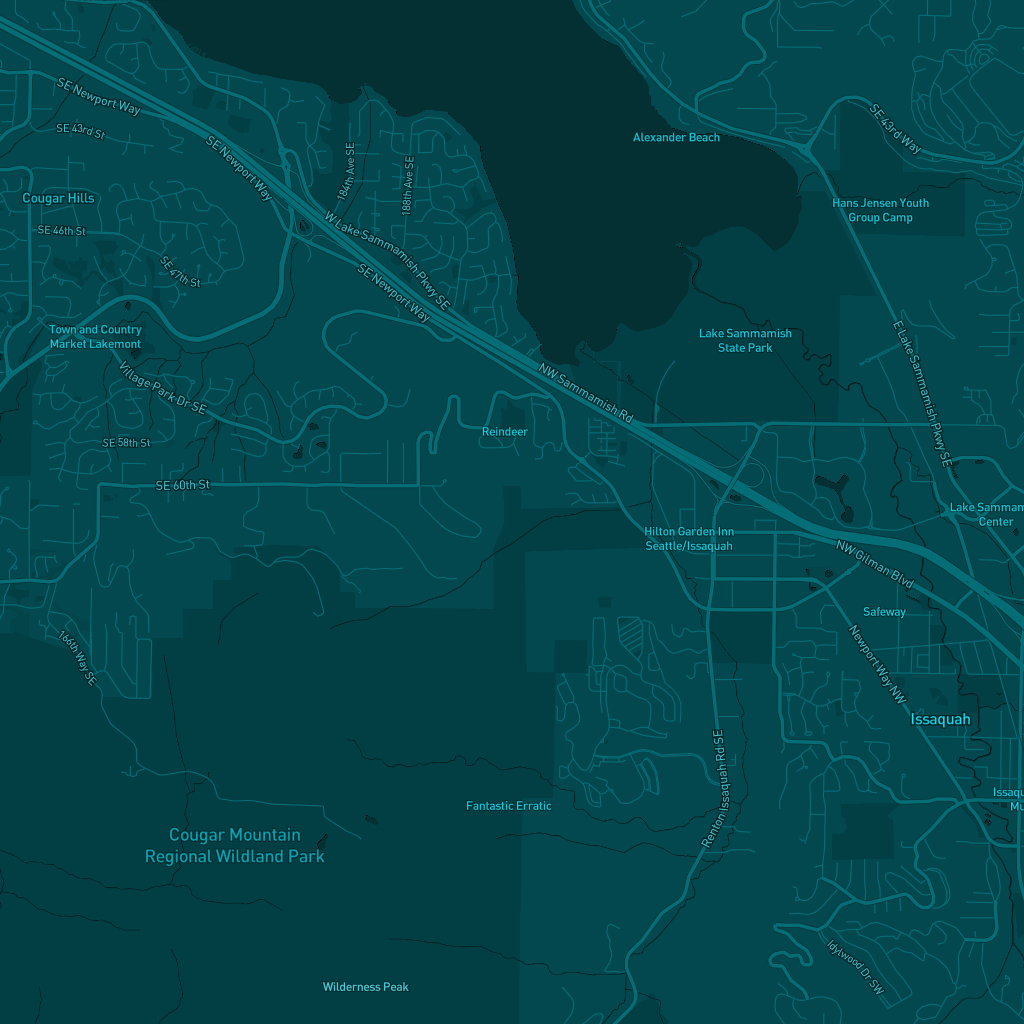 SE Newport Way
SE 43rd St
SE Newport Way
184th Ave SE
188th Ave SE
Alexander Beach
SE 43rd Way
Cougar Hills
Hans Jensen Youth
Group Camp
SE 46th St
W Lake Sammamish Pkwy SE
SE 47th St
SE Newport Way
Town and Country
Market Lakemont
Lake Sammamish
State Park
E Lake Sammamish Pkwy SE
Village Park Dr SE
NW Sammamish Rd
Reindeer
SE 58th St
SE 60th St
Lake Sammam
Center
Hilton Garden Inn
Seattle/Issaquah
NW Gilman Blvd
Safeway
166th Way SE
Newport Way NW
Issaquah
Renton-Issaquah Rd SE
Issaqu
Mu
Fantastic Erratic
Cougar Mountain
Regional Wildland Park
Idylwood Dr SW
Wilderness Peak